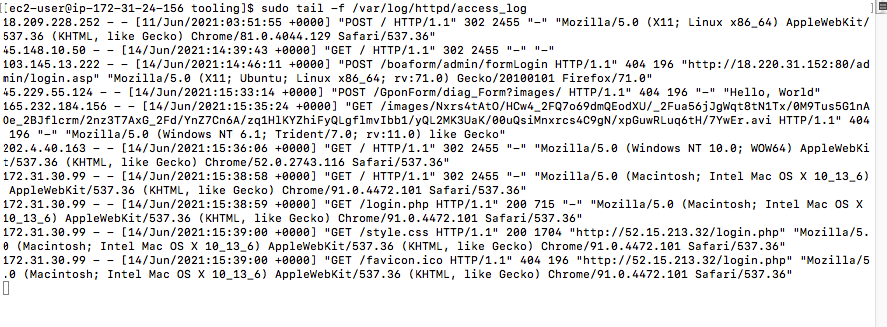 [ec2-user@ip-172-31-24-156 tooling]$ sudo tail -f /var/log/httpd/access_log
18.209.228.252 - - [11/Jun/2021:03:51:55 +0000] "POST / HTTP/1.1" 302 2455 "-" "Mozilla/5.0 (X11; Linux x86_64) AppleWebKit/
537.36 (KHTML, like Gecko) Chrome/81.0.4044.129 Safari/537.36"
45.148.10.50 - - [14/Jun/2021:14:39:43 +0000] "GET / HTTP/1.1" 302 2455 "-" "-"
103.145.13.222 - - [14/Jun/2021:14:46:11 +0000] "POST /boaform/admin/formLogin HTTP/1.1" 404 196 "http://18.220.31.152:80/ad
min/login.asp" "Mozilla/5.0 (X11; Ubuntu; Linux x86_64; rv:71.0) Gecko/20100101 Firefox/71.0"
45.229.55.124 - - [14/Jun/2021:15:33:14 +0000] "POST /GponForm/diag_Form?images/ HTTP/1.1" 404 196 "-" "Hello, World"
165.232.184.156 - - [14/Jun/2021:15:35:24 +0000] "GET /images/Nxrs4tAtO/HCw4_2FQ7o69dmQEodXU/_2Fua56jJgWqt8tN1Tx/0M9Tus5G1nA
Oe_2BJflcrm/2nz3T7AxG_2Fd/YnZ7Cn6A/zq1HlKYZhiFyQLgflmvIbb1/yQL2MK3UaK/00uQsiMnxrcs4C9gN/xpGuwRLuq6tH/7YwEr.avi HTTP/1.1" 404
 196 "-" "Mozilla/5.0 (Windows NT 6.1; Trident/7.0; rv:11.0) like Gecko"
202.4.40.163 - - [14/Jun/2021:15:36:06 +0000] "GET / HTTP/1.1" 302 2455 "-" "Mozilla/5.0 (Windows NT 10.0; WOW64) AppleWebKi
t/537.36 (KHTML, like Gecko) Chrome/52.0.2743.116 Safari/537.36"
172.31.30.99 - - [14/Jun/2021:15:38:58 +0000] "GET / HTTP/1.1" 302 2455 "-" "Mozilla/5.0 (Macintosh; Intel Mac OS X 10_13_6)
 AppleWebKit/537.36 (KHTML, like Gecko) Chrome/91.0.4472.101 Safari/537.36"
172.31.30.99 - - [14/Jun/2021:15:38:59 +0000] "GET /login.php HTTP/1.1" 200 715 "-" "Mozilla/5.0 (Macintosh; Intel Mac OS X 
10_13_6) AppleWebKit/537.36 (KHTML, like Gecko) Chrome/91.0.4472.101 Safari/537.36"
172.31.30.99 - - [14/Jun/2021:15:39:00 +0000] "GET /style.css HTTP/1.1" 200 1704 "http://52.15.213.32/login.php" "Mozilla/5.
0 (Macintosh; Intel Mac OS X 10_13_6) AppleWebKit/537.36 (KHTML, like Gecko) Chrome/91.0.4472.101 Safari/537.36"
172.31.30.99 - - [14/Jun/2021:15:39:00 +0000] "GET /favicon.ico HTTP/1.1" 404 196 "http://52.15.213.32/login.php" "Mozilla/5
.0 (Macintosh; Intel Mac OS X 10_13_6) AppleWebKit/537.36 (KHTML, like Gecko) Chrome/91.0.4472.101 Safari/537.36"